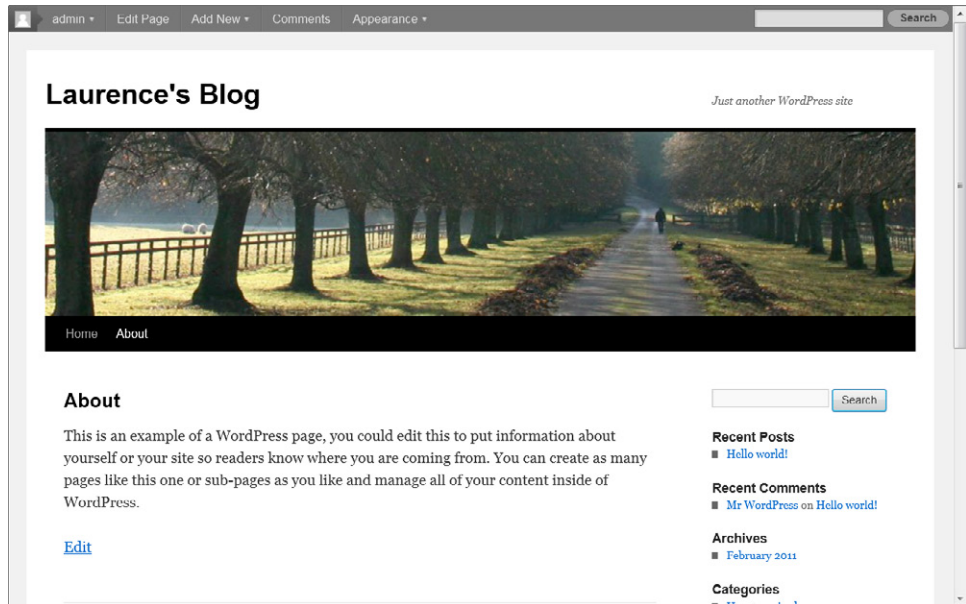 admin Edit Page Add New Comments Appearance Search
Laurence's Blog
Just another WordPress site
Home About
About
This is an example of a WordPress page, you could edit this to put information about
yourself or your site so readers know where you are coming from. You can create as many
pages like this one or sub-pages as you like and manage all of your content inside of
WordPress.
Edit
Search
Recent Posts
Hello world!
Recent Comments
Mr WordPress on Hello world!
Archives
February 2011
Categories